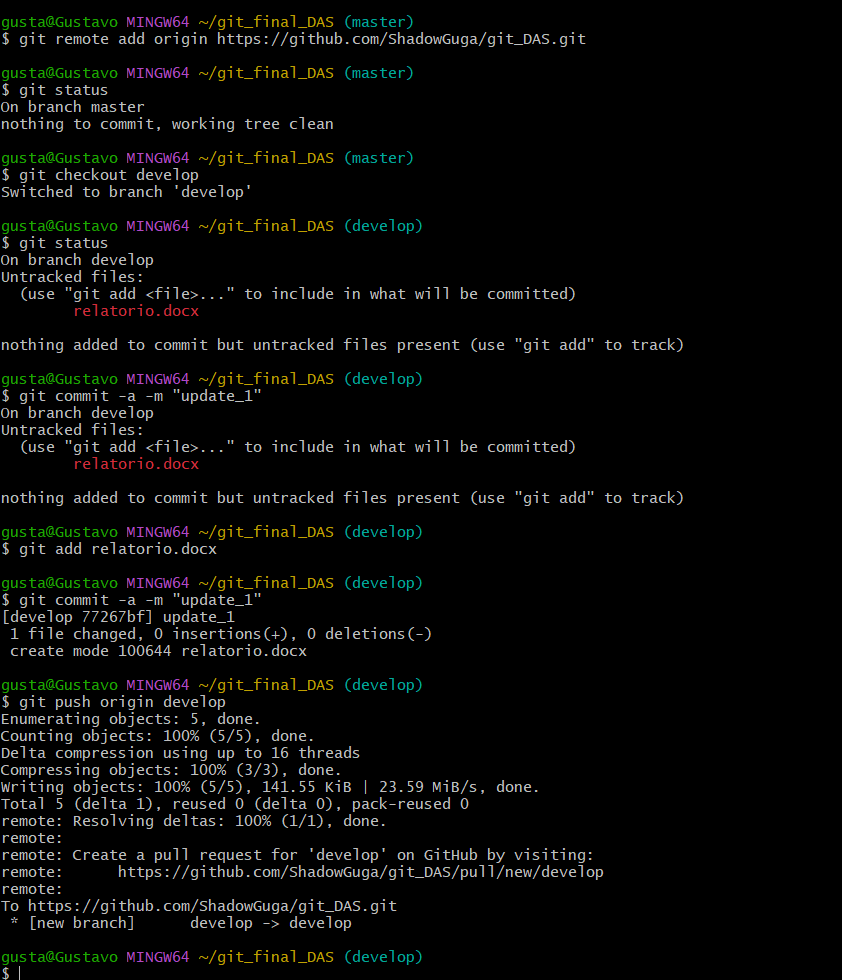 gusta@Gustavo MINGW64 ~/git_final_DAS (master)
$ git remote add origin https://github.com/ShadowGuga/git_DAS.git

gusta@Gustavo MINGW64 ~/git_final_DAS (master)
$ git status
On branch master
nothing to commit, working tree clean

gusta@Gustavo MINGW64 ~/git_final_DAS (master)
$ git checkout develop
Switched to branch 'develop'

gusta@Gustavo MINGW64 ~/git_final_DAS (develop)
$ git status
On branch develop
Untracked files:
  (use "git add <file>..." to include in what will be committed)
        relatorio.docx

nothing added to commit but untracked files present (use "git add" to track)

gusta@Gustavo MINGW64 ~/git_final_DAS (develop)
$ git commit -a -m "update_1"
On branch develop
Untracked files:
  (use "git add <file>..." to include in what will be committed)
        relatorio.docx

nothing added to commit but untracked files present (use "git add" to track)

gusta@Gustavo MINGW64 ~/git_final_DAS (develop)
$ git add relatorio.docx

gusta@Gustavo MINGW64 ~/git_final_DAS (develop)
$ git commit -a -m "update_1"
[develop 77267bf] update_1
 1 file changed, 0 insertions(+), 0 deletions(-)
 create mode 100644 relatorio.docx

gusta@Gustavo MINGW64 ~/git_final_DAS (develop)
$ git push origin develop
Enumerating objects: 5, done.
Counting objects: 100% (5/5), done.
Delta compression using up to 16 threads
Compressing objects: 100% (3/3), done.
Writing objects: 100% (5/5), 141.55 KiB | 23.59 MiB/s, done.
Total 5 (delta 1), reused 0 (delta 0), pack-reused 0
remote: Resolving deltas: 100% (1/1), done.
remote:
remote: Create a pull request for 'develop' on GitHub by visiting:
remote:      https://github.com/ShadowGuga/git_DAS/pull/new/develop
remote:
To https://github.com/ShadowGuga/git_DAS.git
 * [new branch]      develop -> develop

gusta@Gustavo MINGW64 ~/git_final_DAS (develop)
$